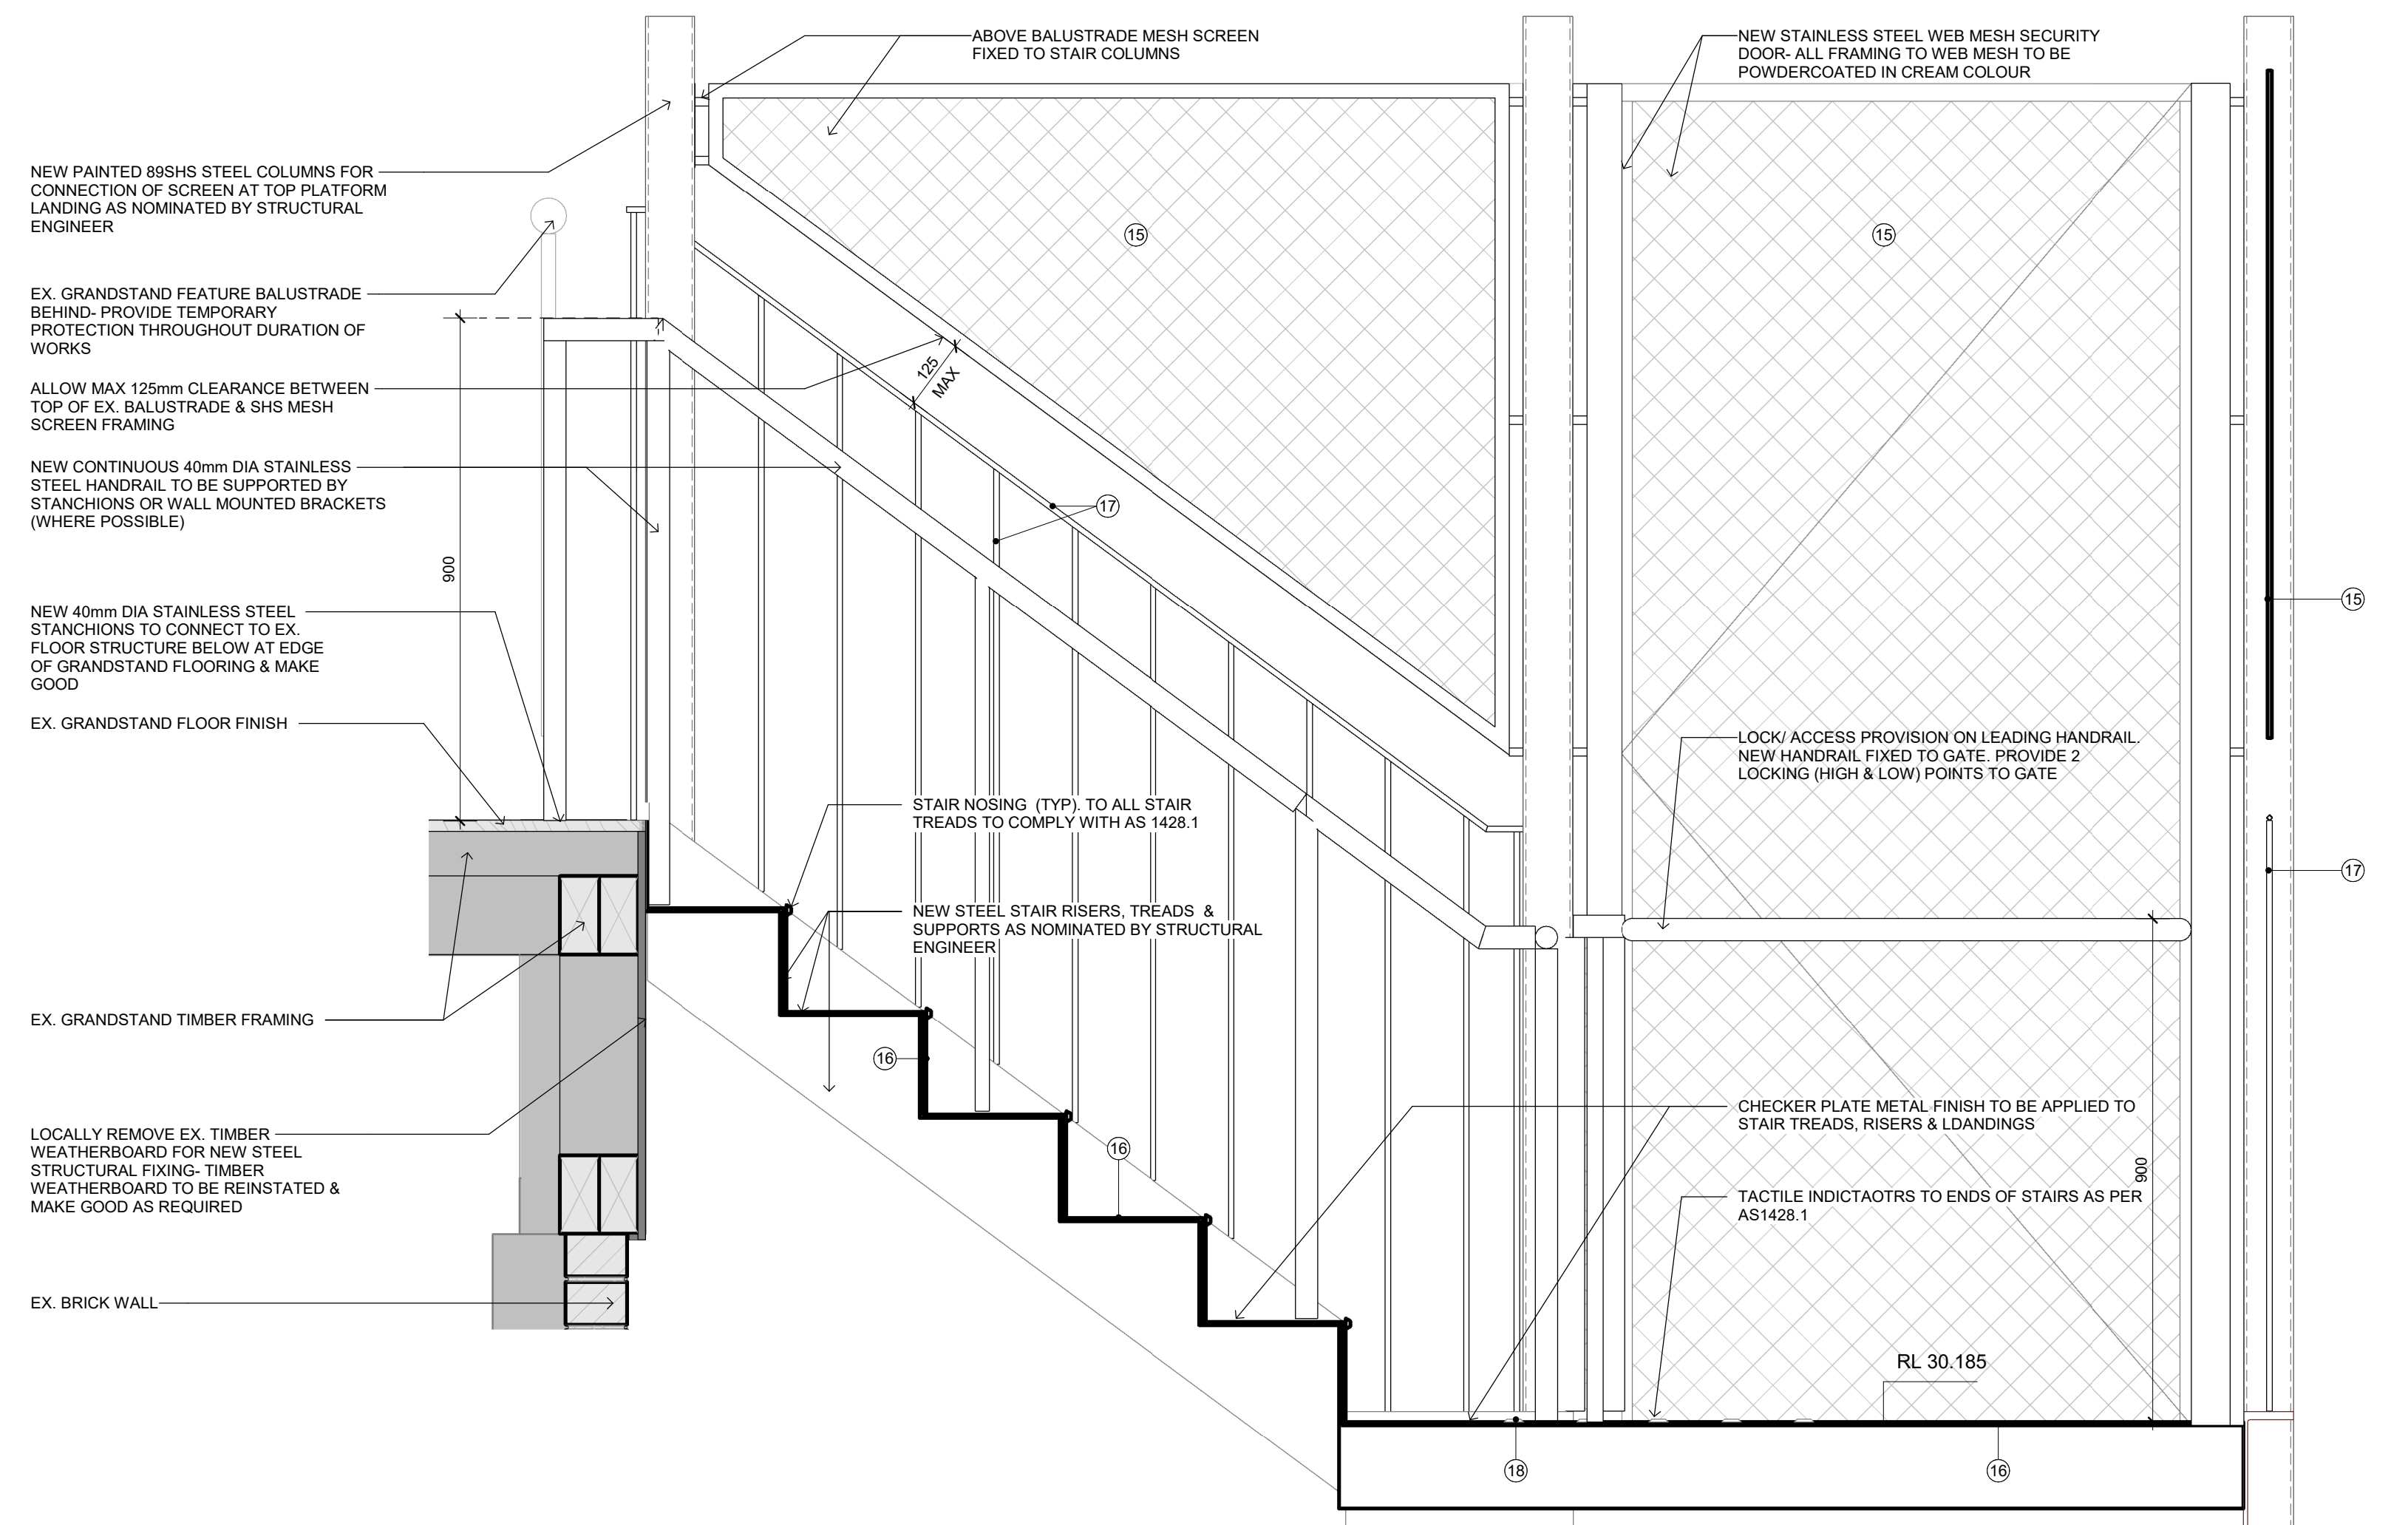 ABOVE BALUSTRADE MESH SCREEN
FIXED TO STAIR COLUMNS
NEW STAINLESS STEEL WEB MESH SECURITY
DOOR- ALL FRAMING TO WEB MESH TO BE
POWDERCOATED IN CREAM COLOUR
NEW PAINTED 89SHS STEEL COLUMNS FOR
CONNECTION OF SCREEN AT TOP PLATFORM
LANDING AS NOMINATED BY STRUCTURAL
ENGINEER
15
15
EX. GRANDSTAND FEATURE BALUSTRADE
BEHIND- PROVIDE TEMPORARY
PROTECTION THROUGHOUT DURATION OF
WORKS
ALLOW MAX 125mm CLEARANCE BETWEEN
TOP OF EX. BALUSTRADE & SHS MESH
SCREEN FRAMING
125
MAX
NEW CONTINUOUS 40mm DIA STAINLESS
STEEL HANDRAIL TO BE SUPPORTED BY
STANCHIONS OR WALL MOUNTED BRACKETS
(WHERE POSSIBLE)
17
900
15
NEW 40mm DIA STAINLESS STEEL
STANCHIONS TO CONNECT TO EX.
FLOOR STRUCTURE BELOW AT EDGE
OF GRANDSTAND FLOORING & MAKE
GOOD
EX. GRANDSTAND FLOOR FINISH
LOCK/ ACCESS PROVISION ON LEADING HANDRAIL.
NEW HANDRAIL FIXED TO GATE. PROVIDE 2
LOCKING (HIGH & LOW) POINTS TO GATE
STAIR NOSING (TYP). TO ALL STAIR
TREADS TO COMPLY WITH AS 1428.1
17
NEW STEEL STAIR RISERS, TREADS &
SUPPORTS AS NOMINATED BY STRUCTURAL
ENGINEER
EX. GRANDSTAND TIMBER FRAMING
16
CHECKER PLATE METAL FINISH TO BE APPLIED TO
STAIR TREADS, RISERS & LDANDINGS
LOCALLY REMOVE EX. TIMBER
WEATHERBOARD FOR NEW STEEL
STRUCTURAL FIXING- TIMBER
WEATHERBOARD TO BE REINSTATED &
MAKE GOOD AS REQUIRED
16
900
TACTILE INDICTAOTRS TO ENDS OF STAIRS AS PER
AS1428.1
EX. BRICK WALL
RL 30.185
18
16